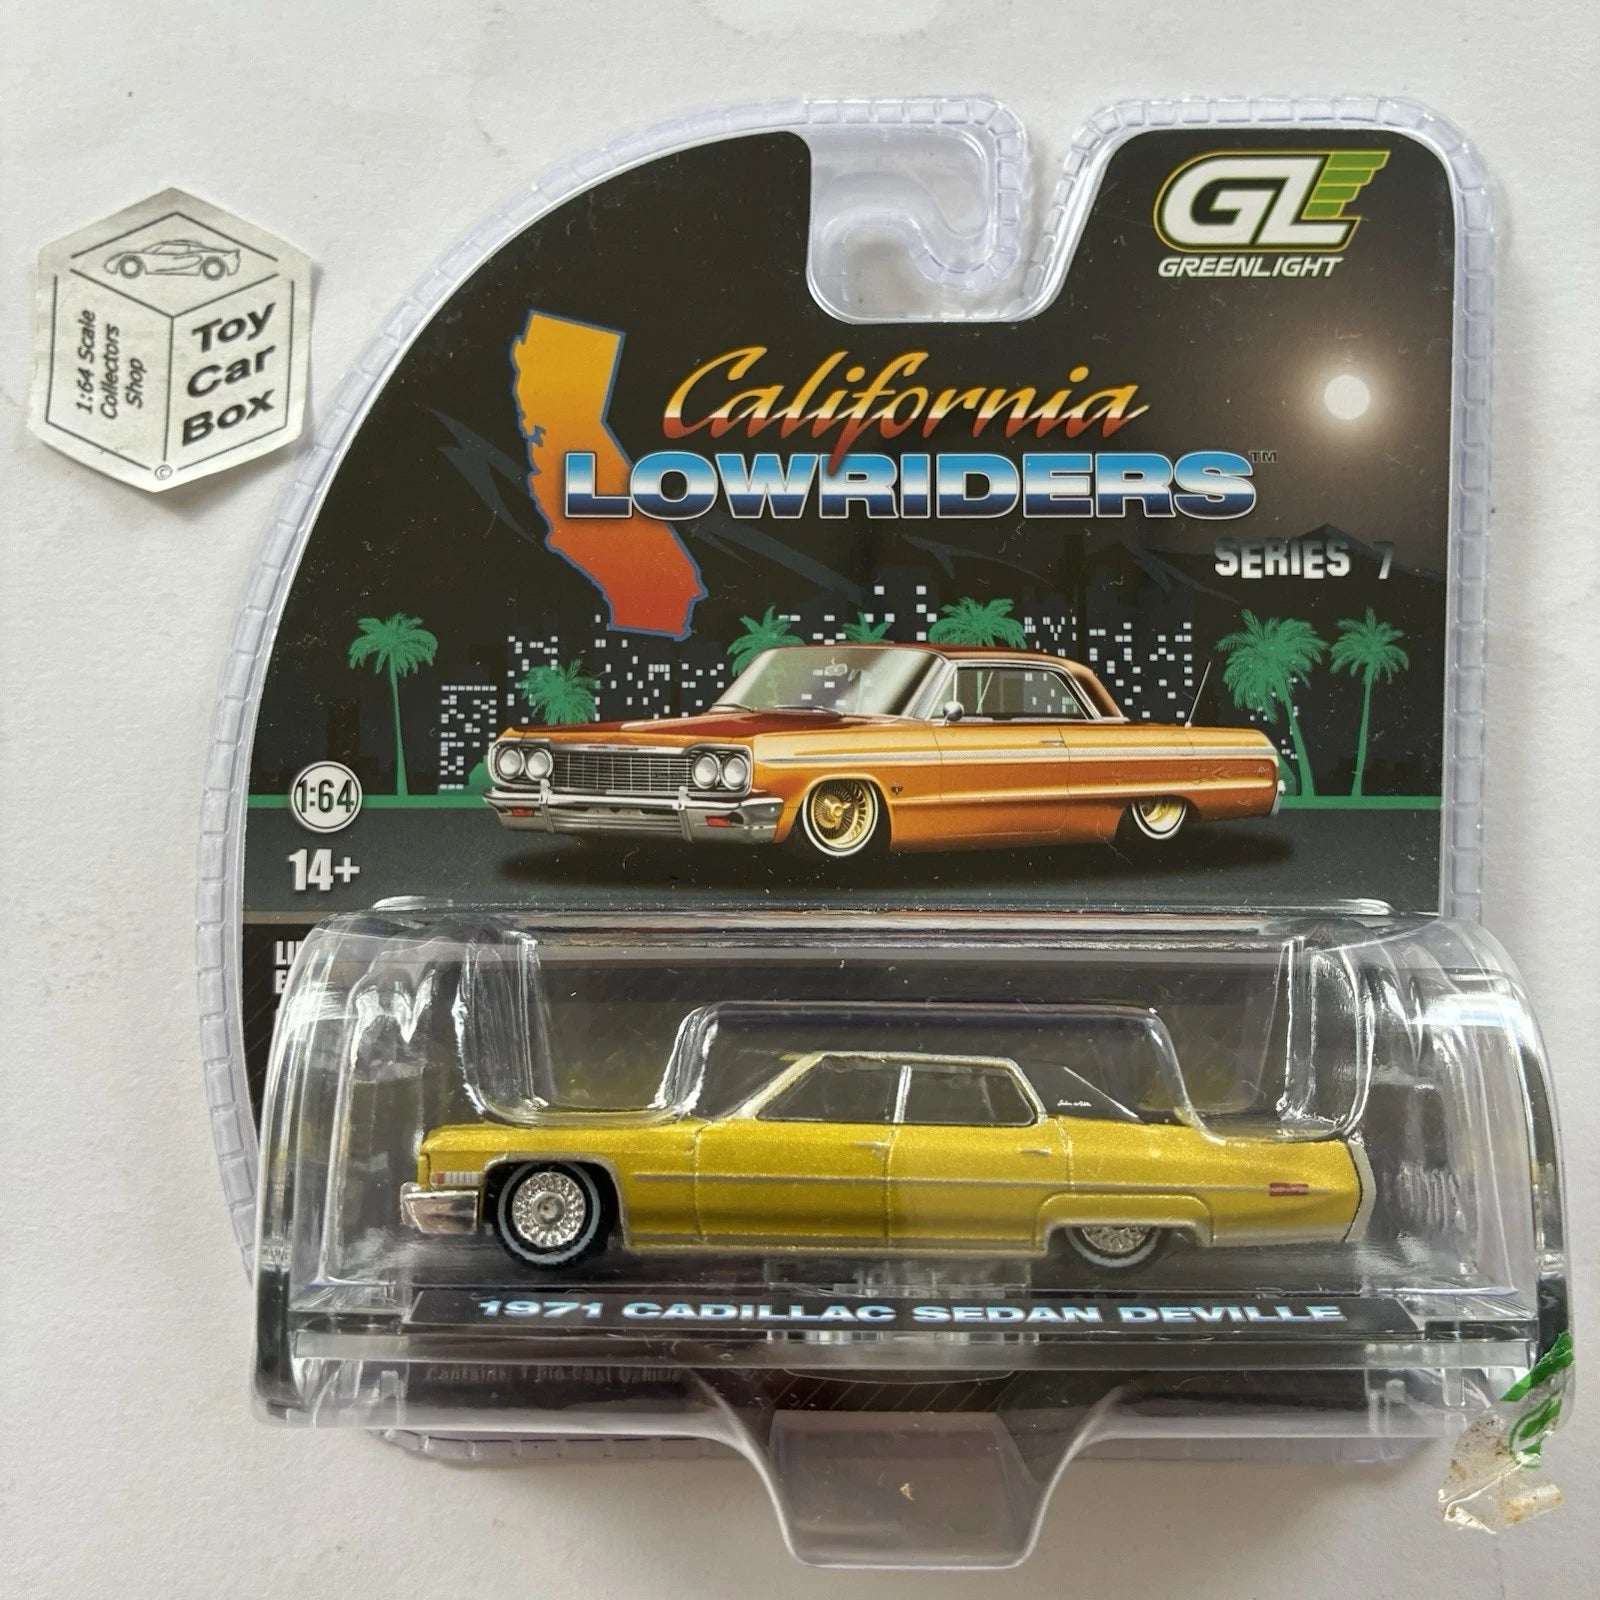 GL
GREENLIGHT
1:64 Scale
Collectors
Shop
Toy
Car
Box
©
California
LOWRIDERS™
SERIES 7
1:64
14+
1971 CADILLAC SEDAN DEVILLE